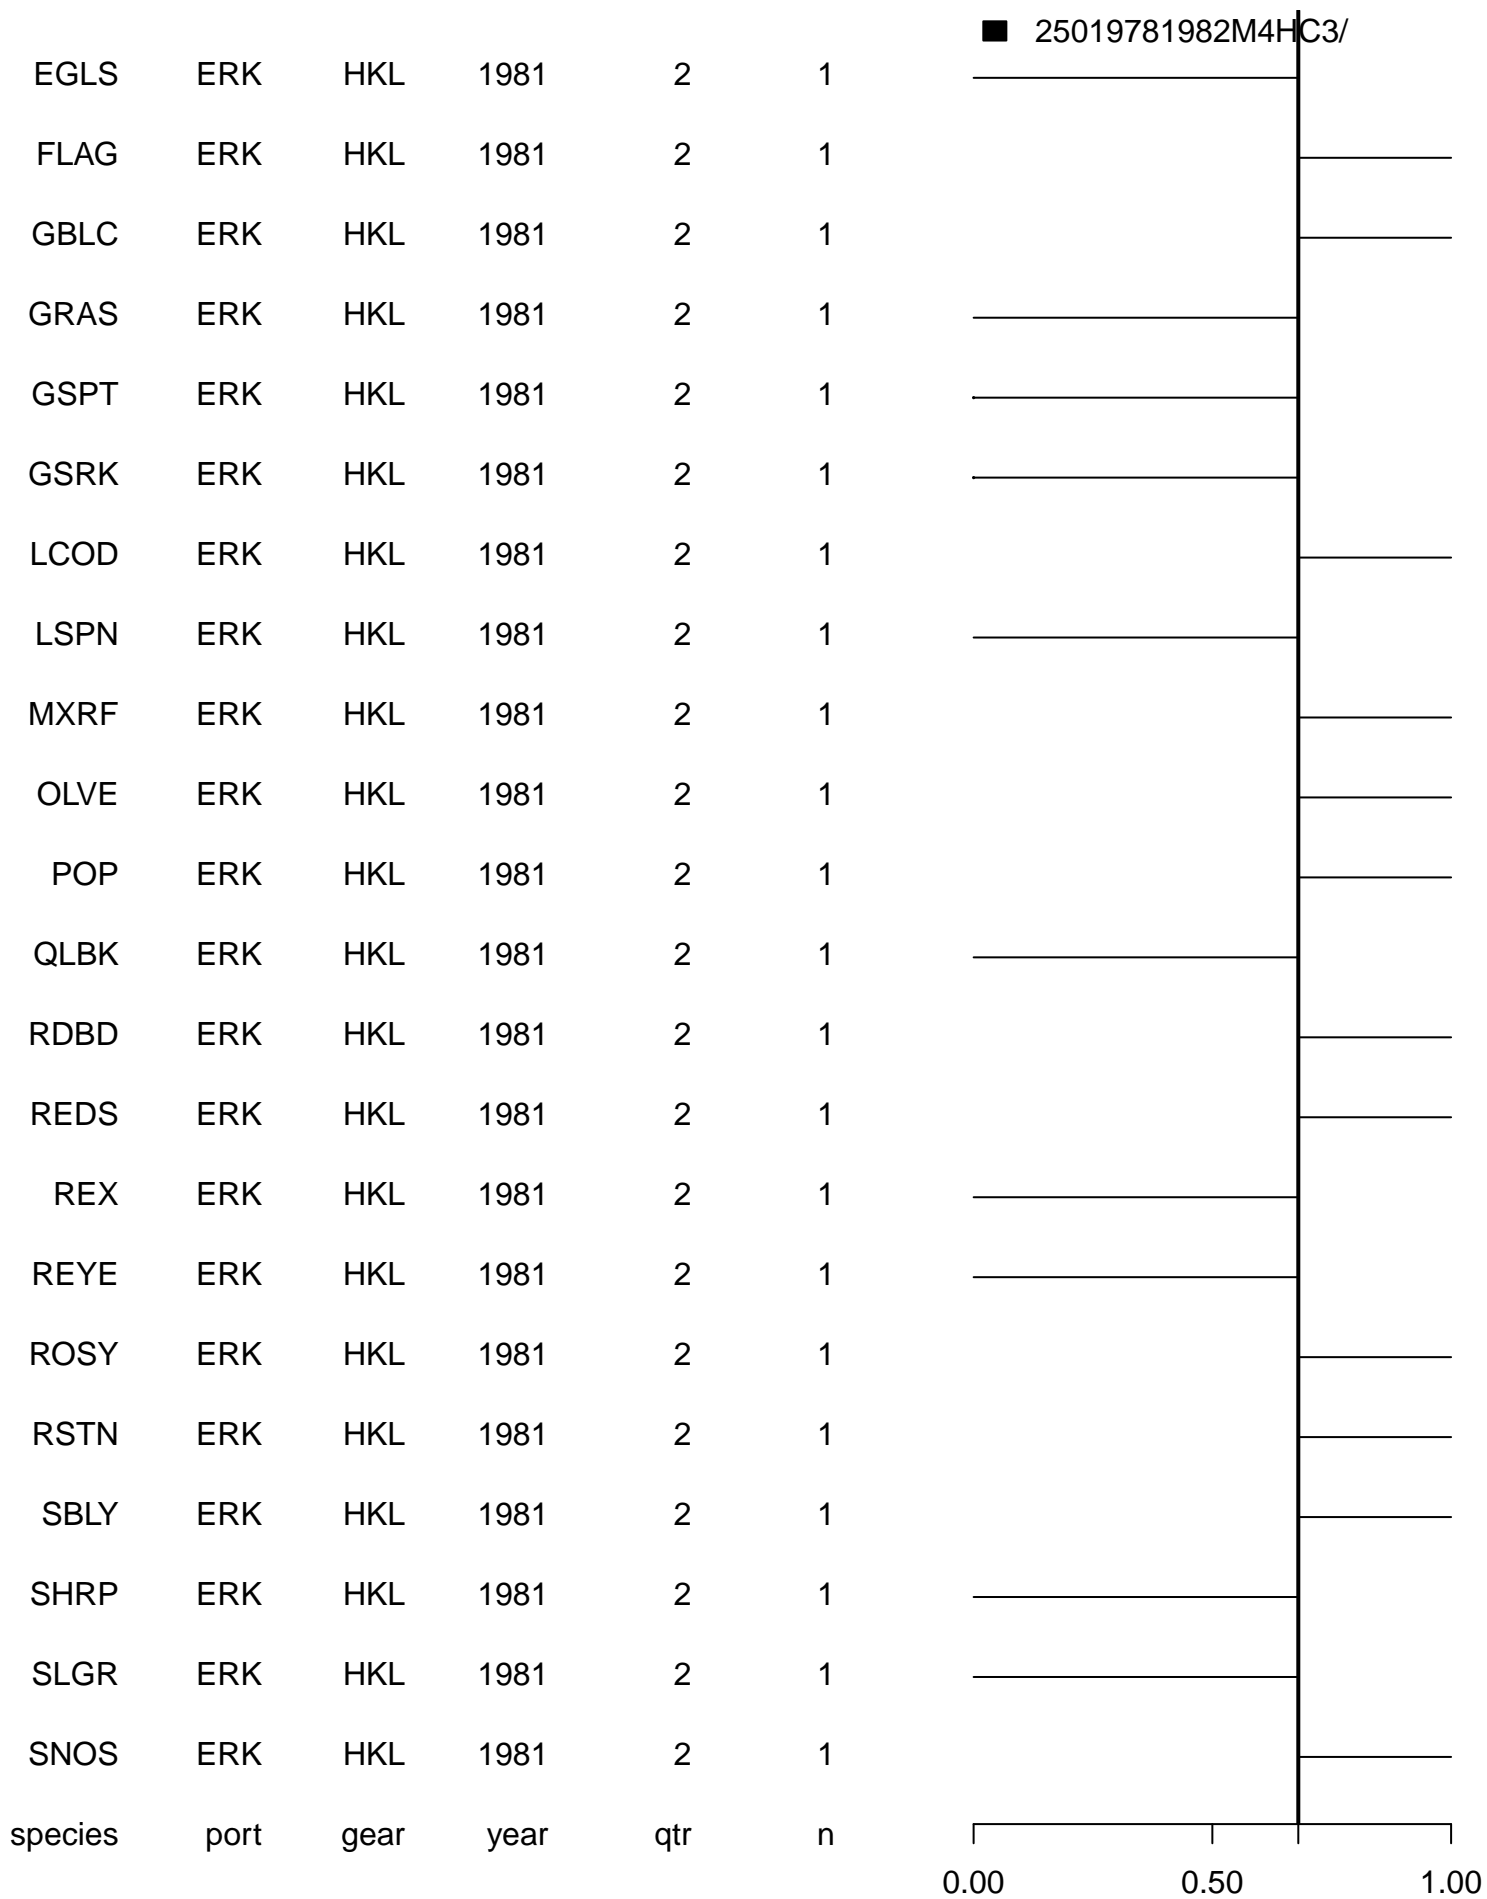 25019781982M4HC3/
EGLS ERK HKL 1981 2 1
FLAG ERK HKL 1981 2 1
GBLC ERK HKL 1981 2 1
GRAS ERK HKL 1981 2 1
GSPT ERK HKL 1981 2 1
GSRK ERK HKL 1981 2 1
LCOD ERK HKL 1981 2 1
LSPN ERK HKL 1981 2 1
MXRF ERK HKL 1981 2 1
OLVE ERK HKL 1981 2 1
POP ERK HKL 1981 2 1
QLBK ERK HKL 1981 2 1
RDBD ERK HKL 1981 2 1
REDS ERK HKL 1981 2 1
REX ERK HKL 1981 2 1
REYE ERK HKL 1981 2 1
ROSY ERK HKL 1981 2 1
RSTN ERK HKL 1981 2 1
SBLY ERK HKL 1981 2 1
SHRP ERK HKL 1981 2 1
SLGR ERK HKL 1981 2 1
SNOS ERK HKL 1981 2 1
species port gear year qtr n
0.00 0.50 1.00